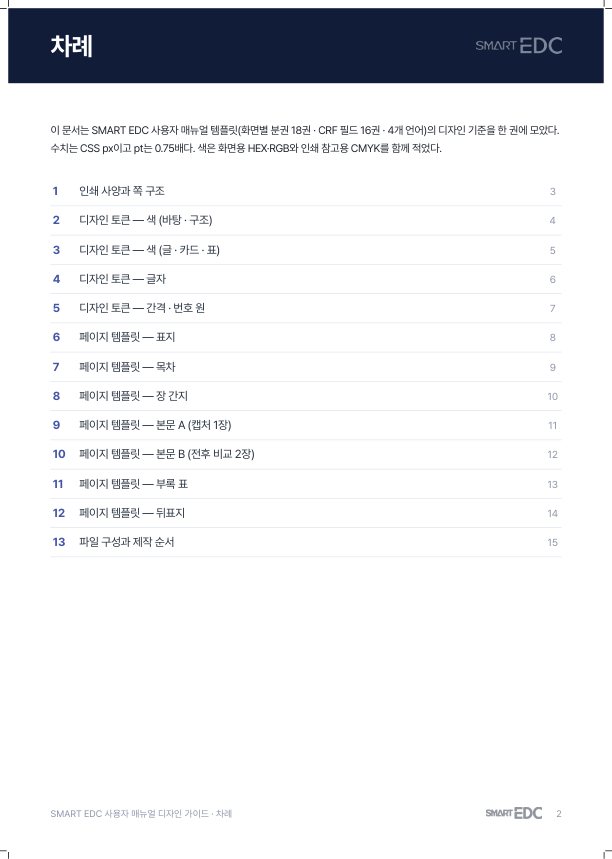 차례
SMART EDC
이 문서는 SMART EDC 사용자 매뉴얼 템플릿(화면별 분권 18권 · CRF 필드 16권 · 4개 언어)의 디자인 기준을 한 권에 모았다.
수치는 CSS px이고 pt는 0.75배다. 색은 화면용 HEX·RGB와 인쇄 참고용 CMYK를 함께 적었다.
1 인쇄 사양과 쪽 구조 3
2 디자인 토큰 — 색 (바탕 · 구조) 4
3 디자인 토큰 — 색 (글 · 카드 · 표) 5
4 디자인 토큰 — 글자 6
5 디자인 토큰 — 간격 · 번호 원 7
6 페이지 템플릿 — 표지 8
7 페이지 템플릿 — 목차 9
8 페이지 템플릿 — 장 간지 10
9 페이지 템플릿 — 본문 A (캡처 1장) 11
10 페이지 템플릿 — 본문 B (전후 비교 2장) 12
11 페이지 템플릿 — 부록 표 13
12 페이지 템플릿 — 뒤표지 14
13 파일 구성과 제작 순서 15
SMART EDC 사용자 매뉴얼 디자인 가이드 · 차례 SMART EDC 2